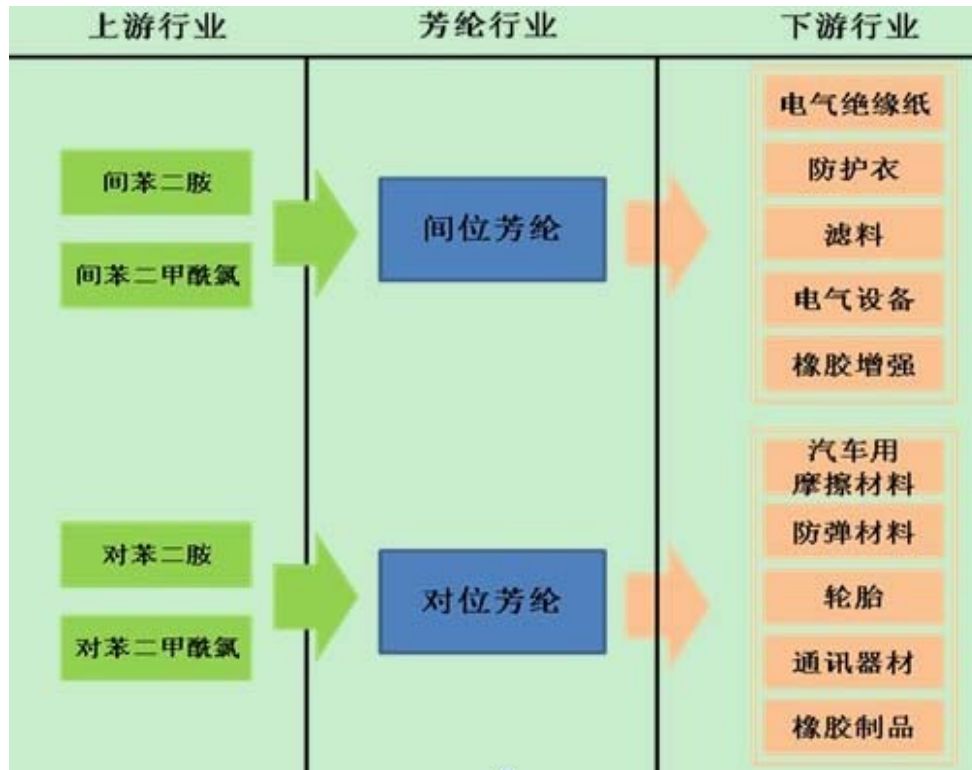 上游行业
芳纶行业
下游行业
间苯二胺
间苯二甲酰氯
间位芳纶
电气绝缘纸
防护衣
滤料
电气设备
橡胶增强
对苯二胺
对苯二甲酰氯
对位芳纶
汽车用
摩擦材料
防弹材料
轮胎
通讯器材
橡胶制品